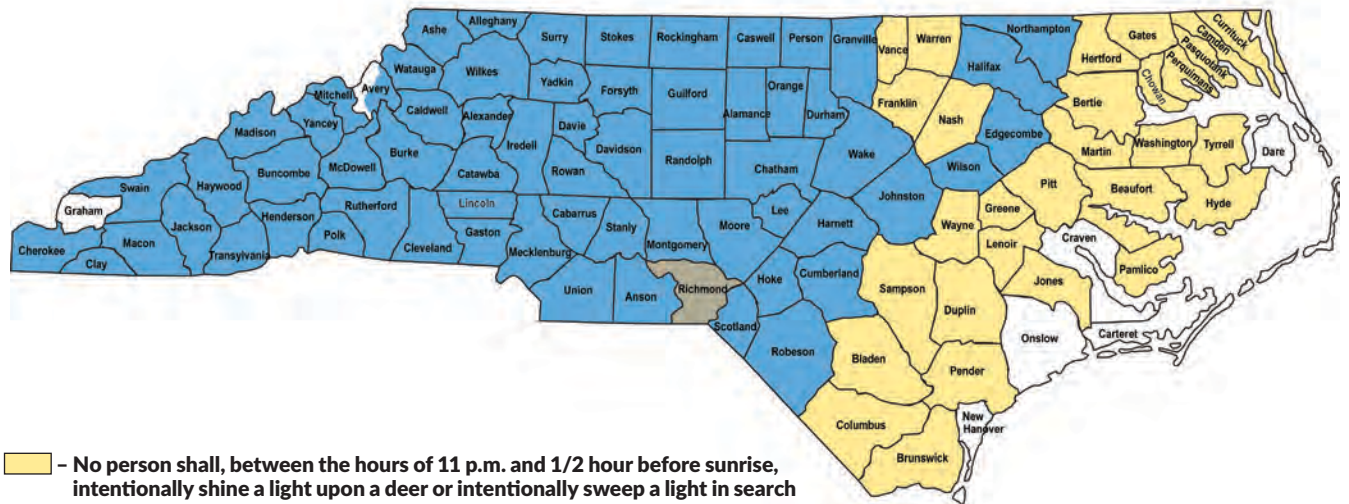 Alleghany
Northampton
Currituck
Ashe
Surry
Stokes
Rockingham
Caswell
Person
Granville
Vance
Warren
Gates
Camden
Pasquotank
Perquimans
Chowan
Hertford
Halifax
Watauga
Wilkes
Yadkin
Forsyth
Guilford
Orange
Alamance
Durham
Franklin
Nash
Bertie
Mitchell
Avery
Yancey
Caldwell
Alexander
Davie
Iredell
Davidson
Edgecombe
Madison
Burke
McDowell
Buncombe
Catawba
Rowan
Randolph
Chatham
Wake
Wilson
Martin
Washington
Tyrrell
Dare
Swain
Haywood
Graham
Jackson
Henderson
Rutherford
Lincoln
Cabarrus
Stanly
Montgomery
Moore
Lee
Harnett
Johnston
Pitt
Beaufort
Hyde
Greene
Wayne
Cherokee
Macon
Clay
Transylvania
Polk
Cleveland
Gaston
Mecklenburg
Lenoir
Craven
Pamlico
Union
Anson
Richmond
Hoke
Cumberland
Sampson
Duplin
Jones
Scotland
Robeson
Onslow
Carteret
Bladen
Pender
Columbus
New
Hanover
Brunswick
– No person shall, between the hours of 11 p.m. and 1/2 hour before sunrise,
intentionally shine a light upon a deer or intentionally sweep a light in search